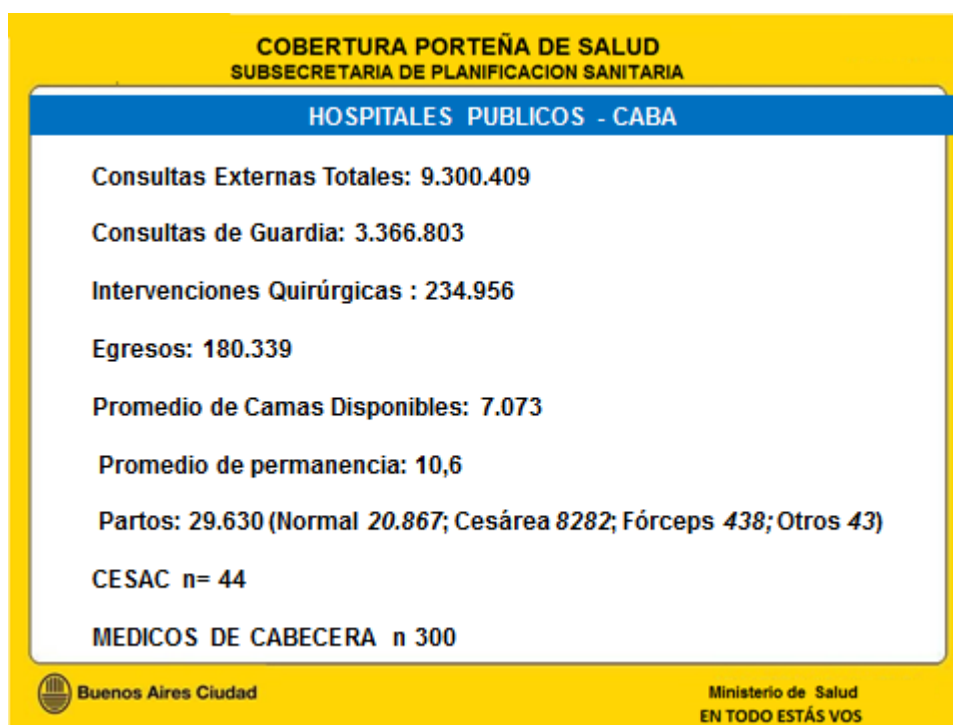 COBERTURA PORTEÑA DE SALUD
SUBSECRETARIA DE PLANIFICACION SANITARIA
HOSPITALES PUBLICOS - CABA
Consultas Externas Totales: 9.300.409
Consultas de Guardia: 3.366.803
Intervenciones Quirúrgicas : 234.956
Egresos: 180.339
Promedio de Camas Disponibles: 7.073
Promedio de permanencia: 10,6
Partos: 29.630 (Normal 20.867; Cesárea 8282; Fórceps 438; Otros 43)
CESAC n= 44
MEDICOS DE CABECERA n 300
Buenos Aires Ciudad
Ministerio de Salud
EN TODO ESTÁS VOS